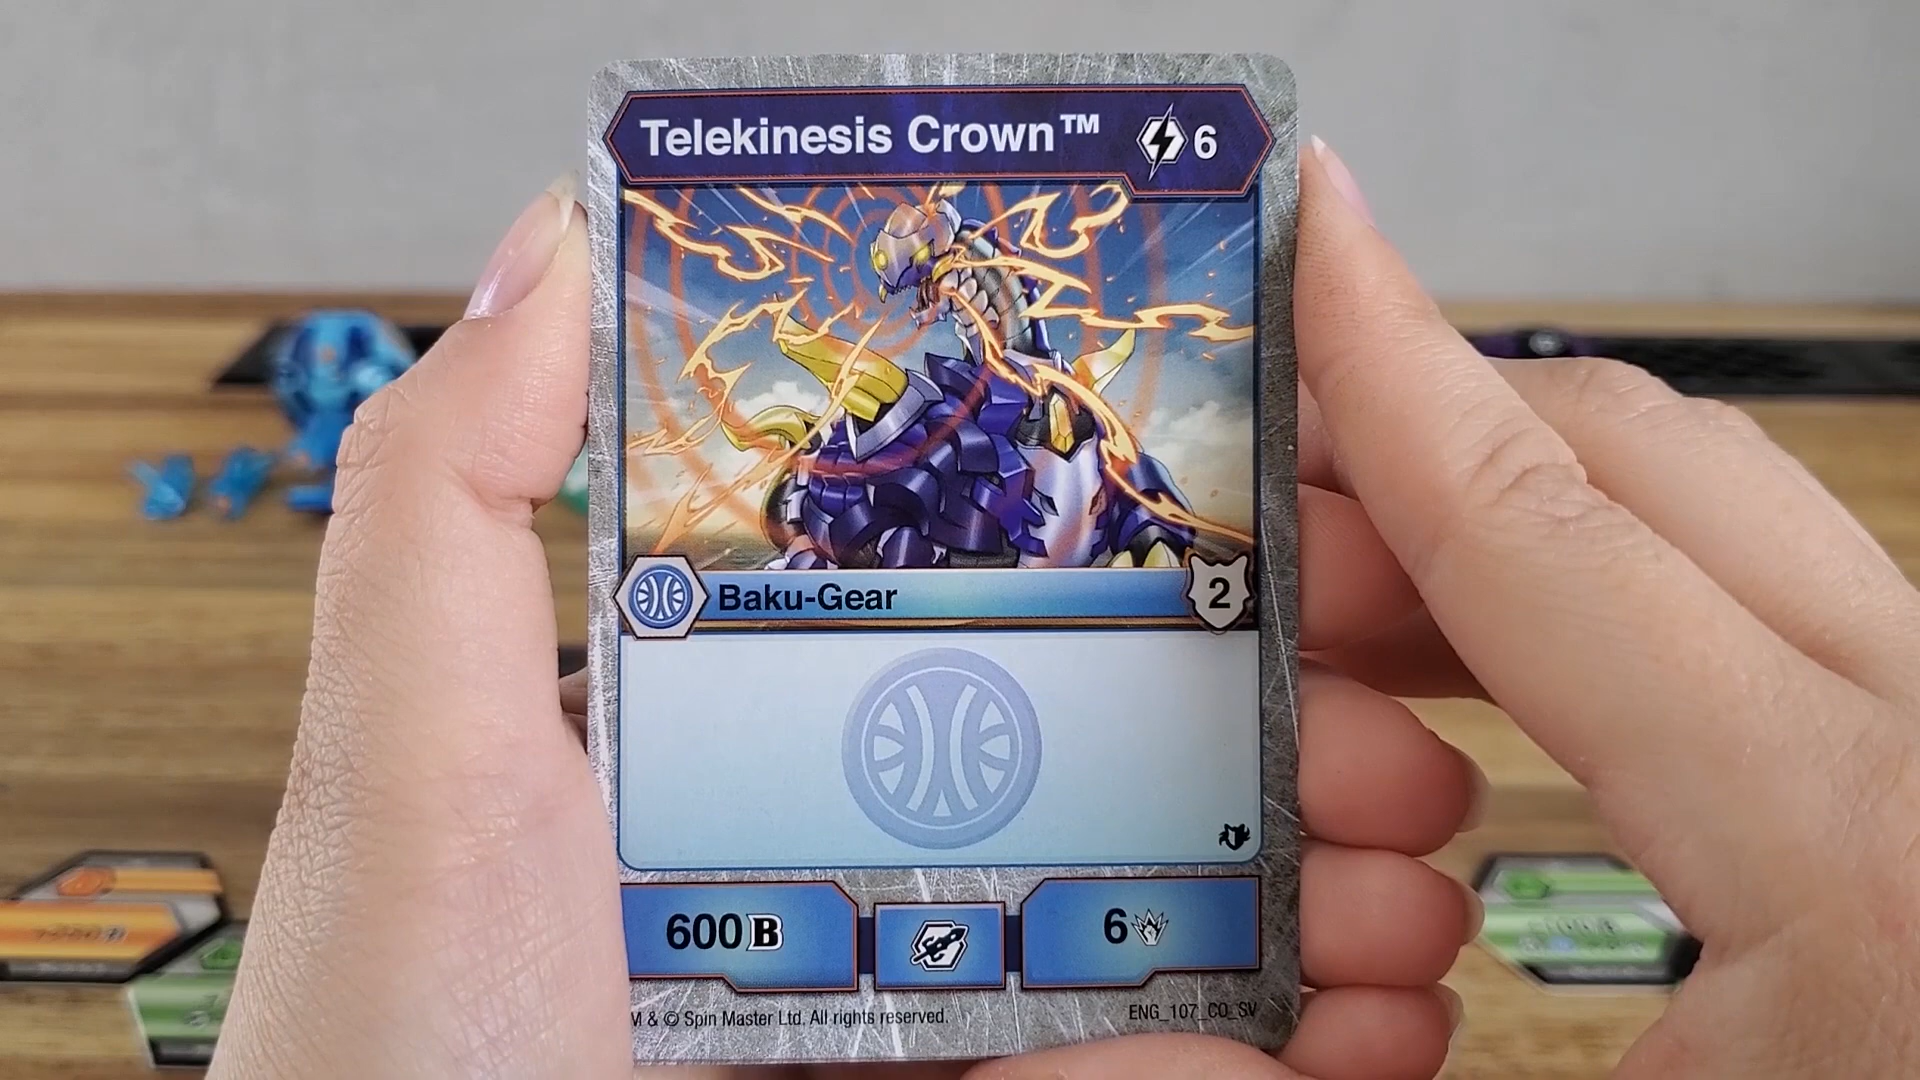 Telekinesis Crown™ 6
Baku-Gear 2
600 B
6
M & © Spin Master Ltd. All rights reserved.
ENG_107_CO_SV